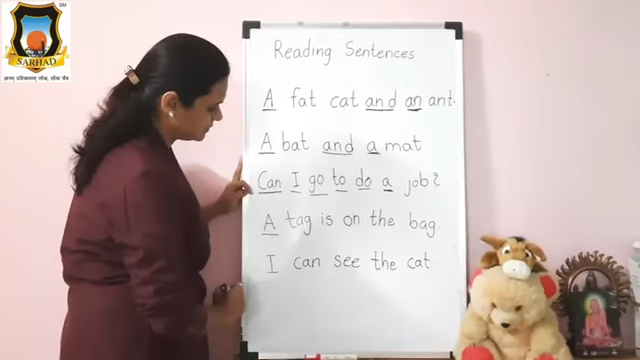 SM
SARHAD
Reading Sentences
A fat cat and an ant.
A bat and a mat
Can I go to do a job?
A tag is on the bag.
I can see the cat.